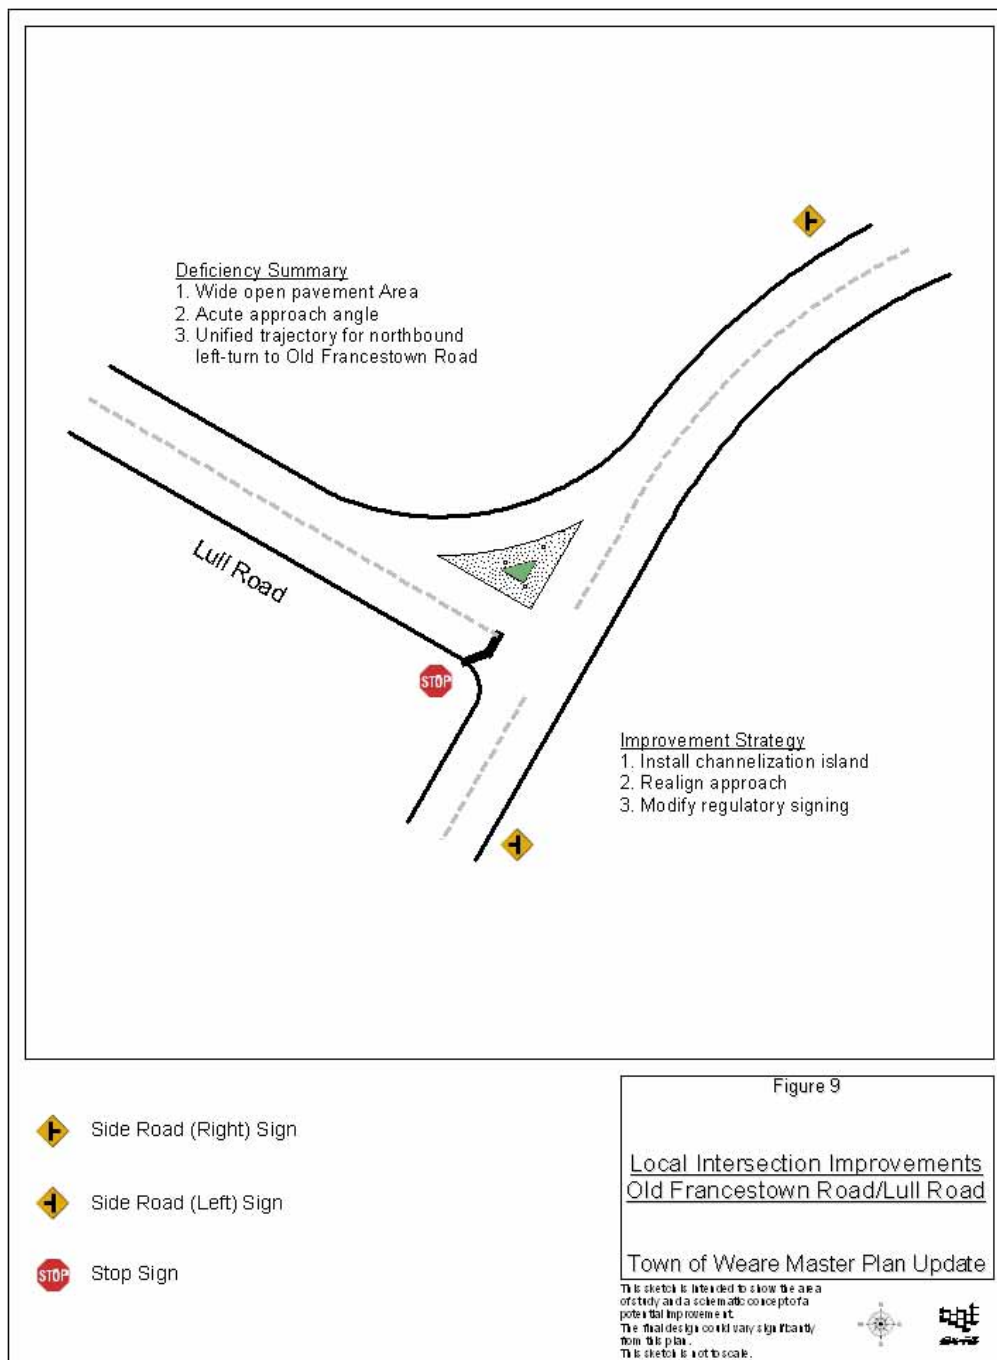 Deficiency Summary
1. Wide open pavement Area
2. Acute approach angle
3. Unified trajectory for northbound
left-turn to Old Francestown Road
Lull Road
STOP
Improvement Strategy
1. Install channelization island
2. Realign approach
3. Modify regulatory signing
Side Road (Right) Sign
Side Road (Left) Sign
STOP
Stop Sign
Figure 9
Local Intersection Improvements
Old Francestown Road/Lull Road
Town of Weare Master Plan Update
This sketch is intended to show the area
of study and a schematic concept of a
potential improvement.
The final design could vary significantly
from this plan.
This sketch is not to scale.